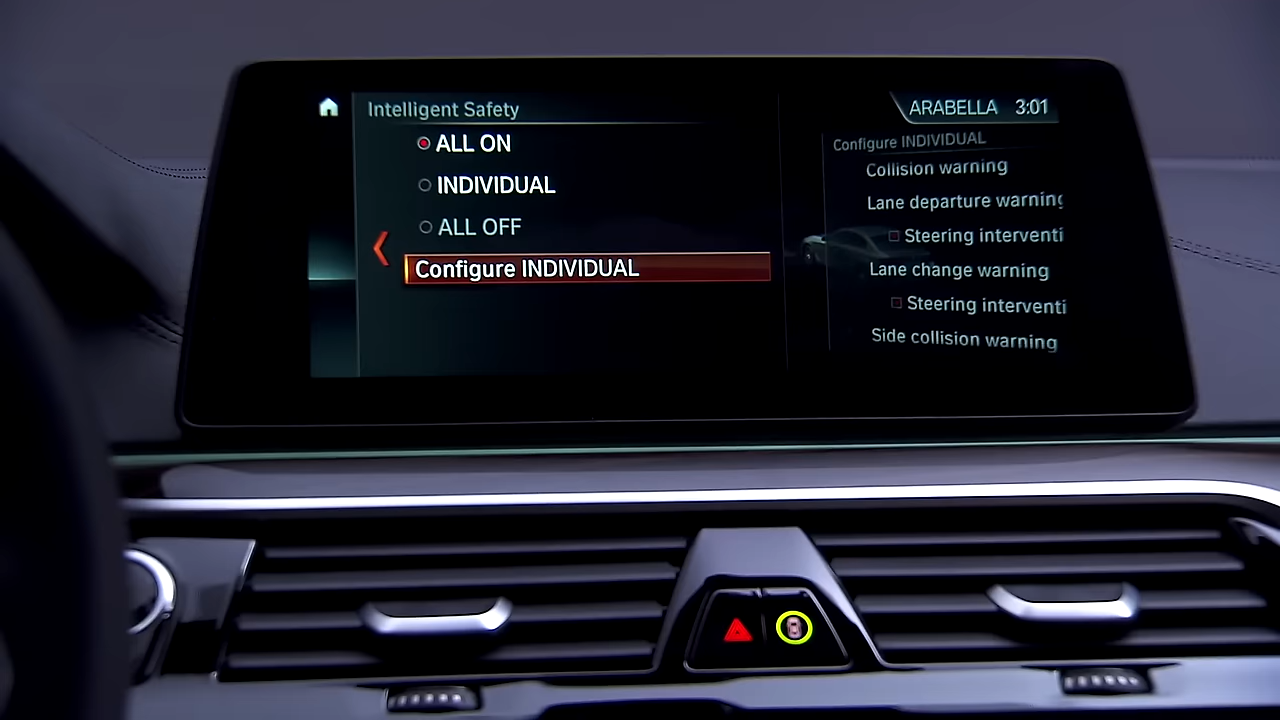 Intelligent Safety
ALL ON
INDIVIDUAL
ALL OFF
Configure INDIVIDUAL
ARABELLA 3:01
Configure INDIVIDUAL
Collision warning
Lane departure warning
Steering interventi
Lane change warning
Steering interventi
Side collision warning